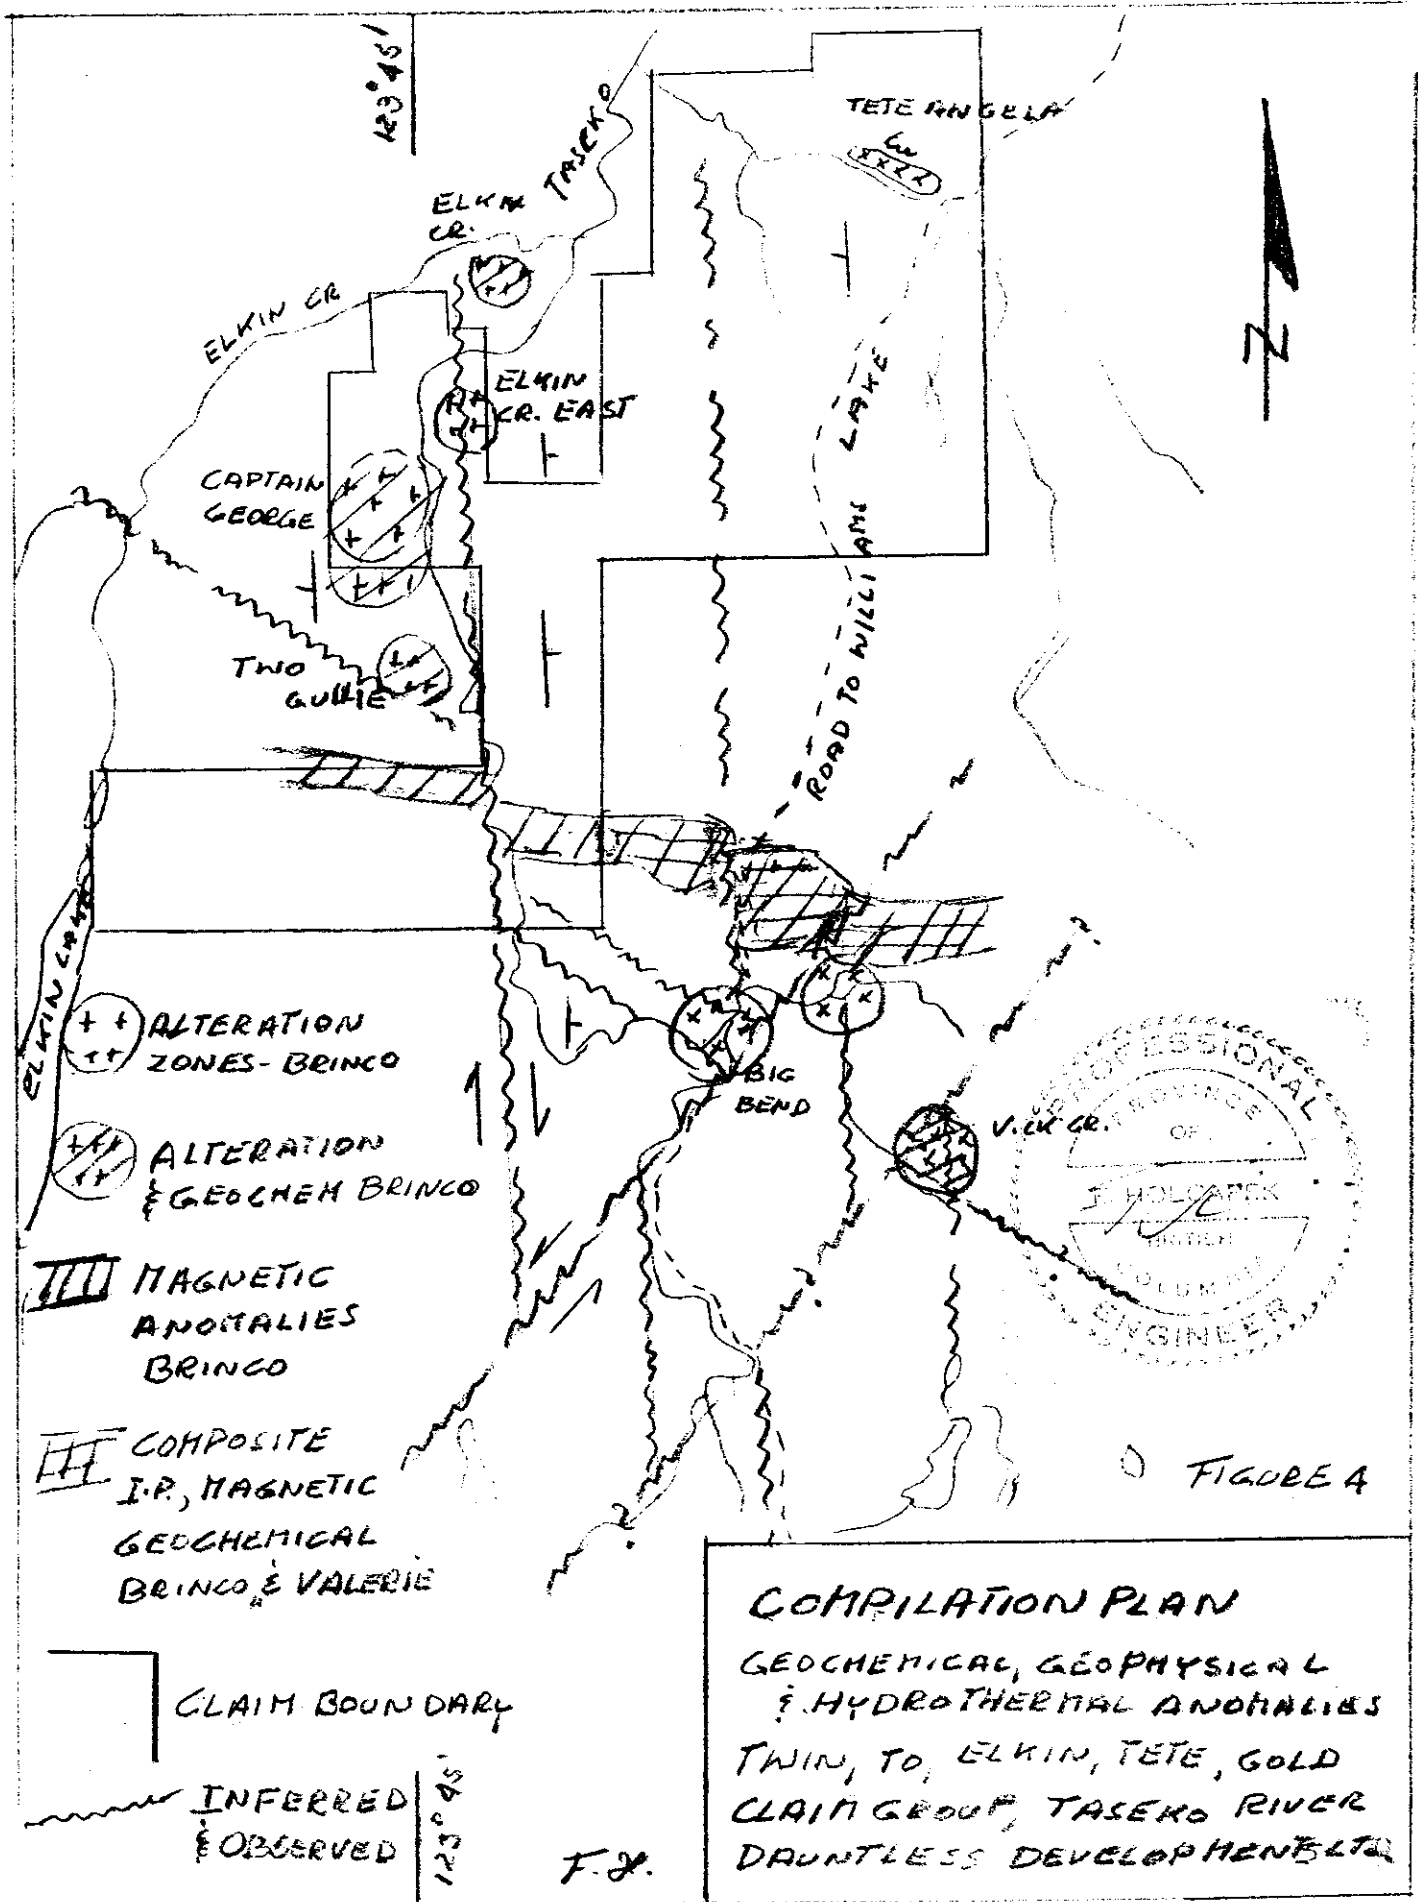 123°45'
TASEKO
TETE ANGELA
Cu
ELKIN
CR.
ELKIN CR
N
ELKIN
CR. EAST
CAPTAIN
GEORGE
ROAD TO WILLIAMS LAKE
TWO
GULLIE
ELKIN LAKE
ALTERATION
ZONES-BRINCO
BIG
BEND
V.CK CR.
ALTERATION
& GEOCHEM BRINCO
PROFESSIONAL
PROVINCE
OF
F. HOLCAPEK
BRITISH
COLUMBIA
ENGINEER
MAGNETIC
ANOMALIES
BRINCO
COMPOSITE
I.P., MAGNETIC
GEOCHEMICAL
BRINCO, & VALERIE
FIGURE 4
CLAIM BOUNDARY
INFERRED
& OBSERVED
123°45'
F.H.
COMPILATION PLAN
GEOCHEMICAL, GEOPHYSICAL
& HYDROTHERMAL ANOMALIES
TWIN, TO, ELKIN, TETE, GOLD
CLAIM GROUP, TASEKO RIVER
DAUNTLESS DEVELOPMENTS LTD